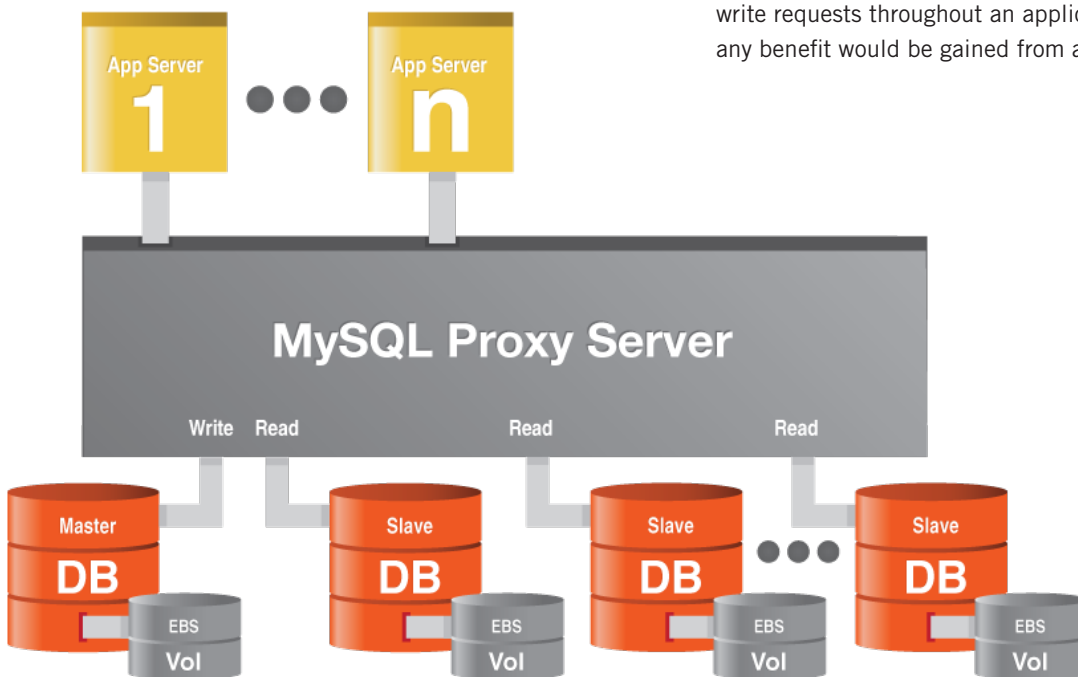 write requests throughout an applic
any benefit would be gained from a
App Server
1
App Server
n
MySQL Proxy Server
Write Read Read Read
Master
DB
EBS
Vol
Slave
DB
EBS
Vol
Slave
DB
EBS
Vol
Slave
DB
EBS
Vol